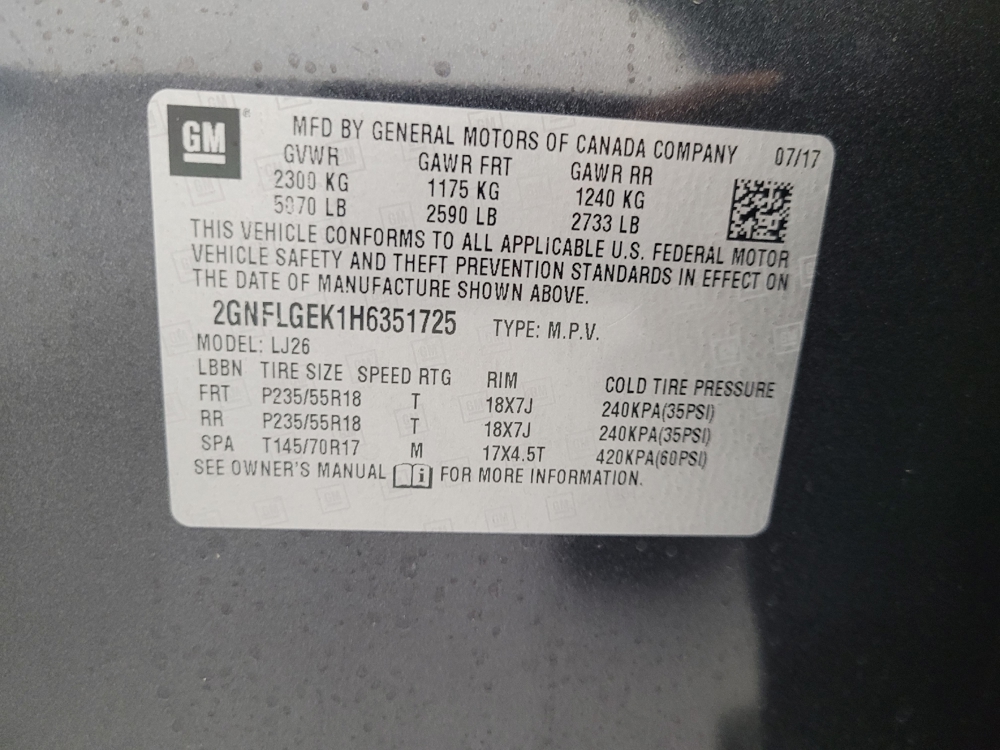 GM
MFD BY GENERAL MOTORS OF CANADA COMPANY 07/17
GVWR GAWR FRT GAWR RR
2300 KG 1175 KG 1240 KG
5070 LB 2590 LB 2733 LB
THIS VEHICLE CONFORMS TO ALL APPLICABLE U.S. FEDERAL MOTOR
VEHICLE SAFETY AND THEFT PREVENTION STANDARDS IN EFFECT ON
THE DATE OF MANUFACTURE SHOWN ABOVE.
2GNFLGEK1H6351725 TYPE: M.P.V.
MODEL: LJ26
LBBN TIRE SIZE SPEED RTG RIM COLD TIRE PRESSURE
FRT P235/55R18 T 18X7J 240KPA(35PSI)
RR P235/55R18 T 18X7J 240KPA(35PSI)
SPA T145/70R17 M 17X4.5T 420KPA(60PSI)
SEE OWNER'S MANUAL i FOR MORE INFORMATION.